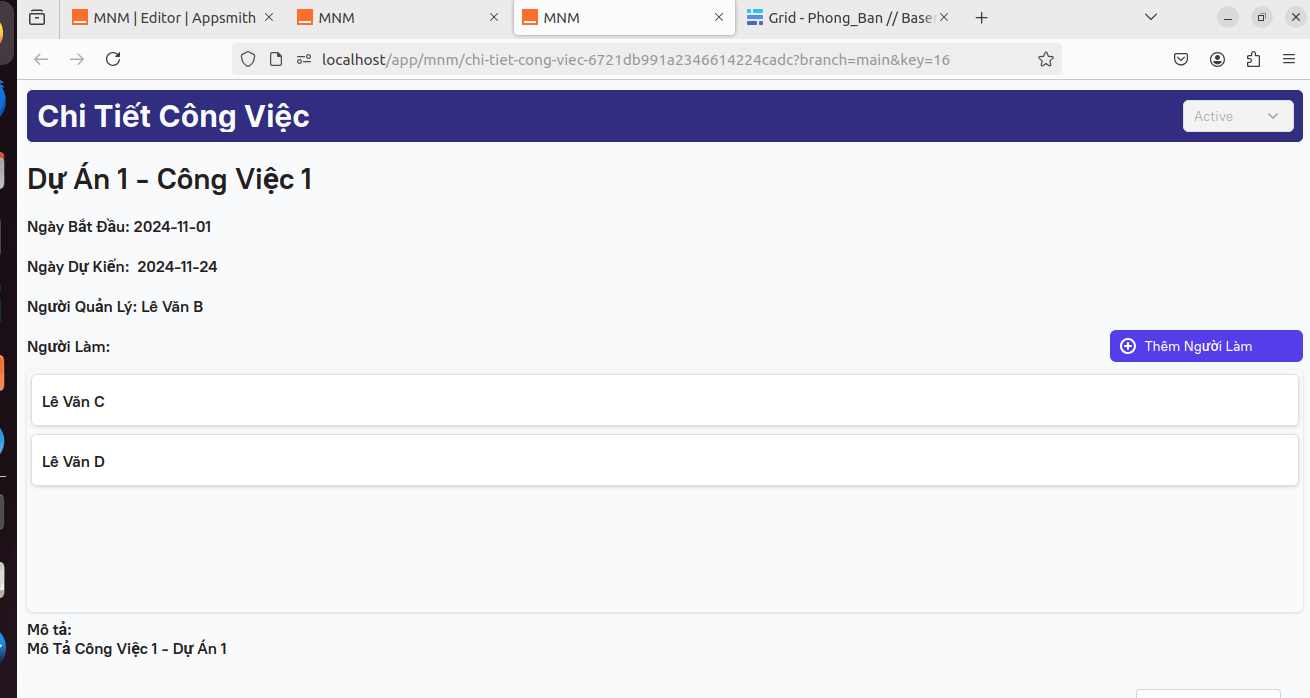 MNM | Editor | Appsmith
MNM
MNM
Grid - Phong_Ban // Baser
localhost/app/mnm/chi-tiet-cong-viec-6721db991a2346614224cadc?branch=main&key=16
Chi Tiết Công Việc
Active
Dự Án 1 - Công Việc 1
Ngày Bắt Đầu: 2024-11-01
Ngày Dự Kiến: 2024-11-24
Người Quản Lý: Lê Văn B
Người Làm:
Thêm Người Làm
Lê Văn C
Lê Văn D
Mô tả:
Mô Tả Công Việc 1 - Dự Án 1